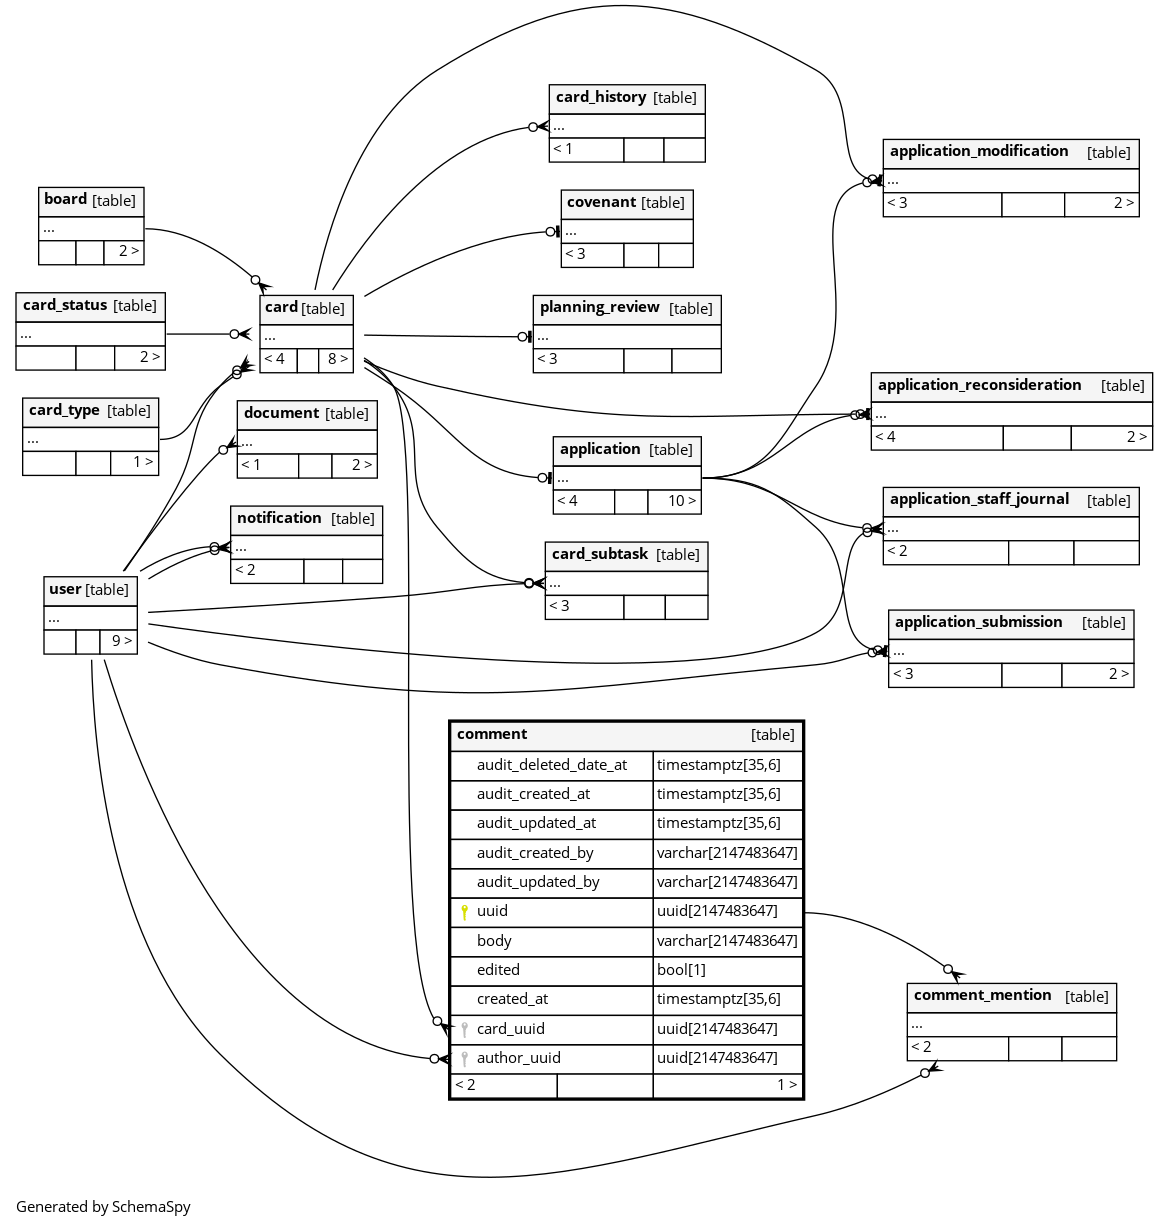 card_history [table]
...
< 1
application_modification [table]
...
< 3 2 >
board [table]
...
2 >
covenant [table]
...
< 3
card_status [table]
...
2 >
card [table]
...
< 4 8 >
planning_review [table]
...
< 3
card_type [table]
...
1 >
document [table]
...
< 1 2 >
application [table]
...
< 4 10 >
application_reconsideration [table]
...
< 4 2 >
notification [table]
...
< 2
application_staff_journal [table]
...
< 2
user [table]
...
9 >
card_subtask [table]
...
< 3
application_submission [table]
...
< 3 2 >
comment [table]
audit_deleted_date_at timestamptz[35,6]
audit_created_at timestamptz[35,6]
audit_updated_at timestamptz[35,6]
audit_created_by varchar[2147483647]
audit_updated_by varchar[2147483647]
uuid uuid[2147483647]
body varchar[2147483647]
edited bool[1]
created_at timestamptz[35,6]
card_uuid uuid[2147483647]
author_uuid uuid[2147483647]
< 2 1 >
comment_mention [table]
...
< 2
Generated by SchemaSpy